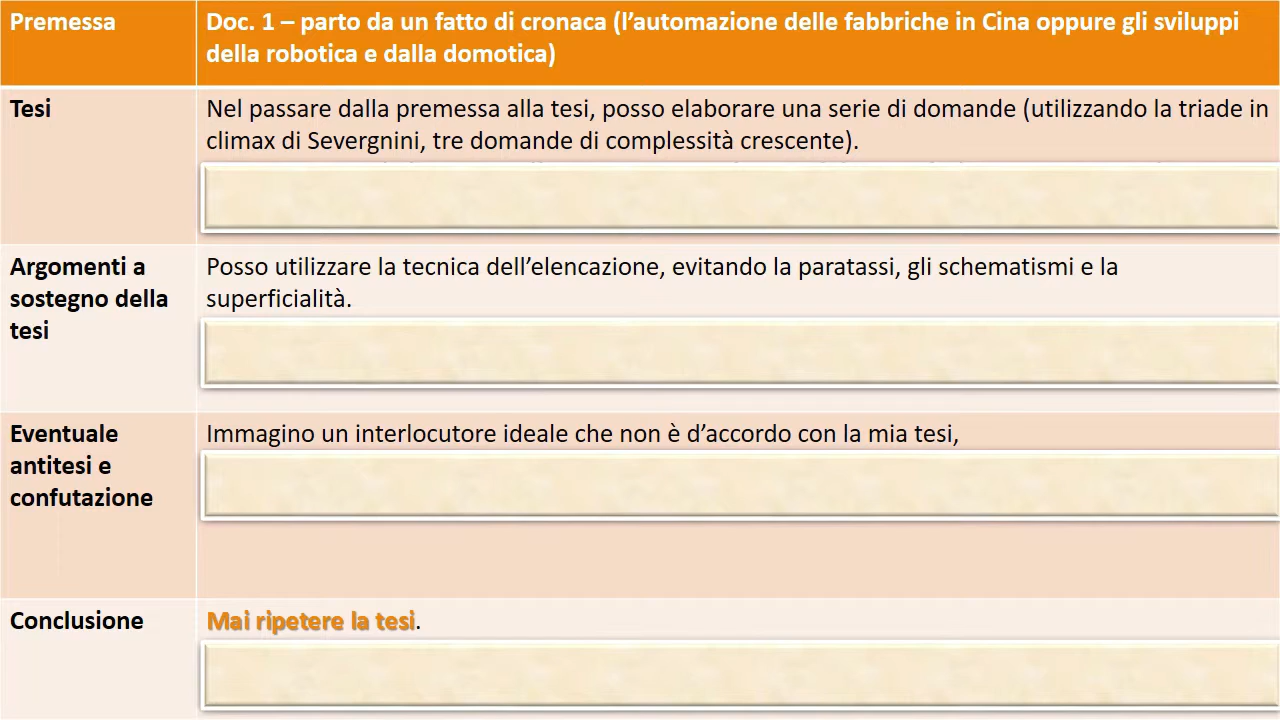 Premessa
Doc. 1 – parto da un fatto di cronaca (l’automazione delle fabbriche in Cina oppure gli sviluppi
della robotica e dalla domotica)
Tesi
Nel passare dalla premessa alla tesi, posso elaborare una serie di domande (utilizzando la triade in
climax di Severgnini, tre domande di complessità crescente).
Argomenti a
sostegno della
tesi
Posso utilizzare la tecnica dell’elencazione, evitando la paratassi, gli schematismi e la
superficialità.
Eventuale
antitesi e
confutazione
Immagino un interlocutore ideale che non è d’accordo con la mia tesi,
Conclusione
Mai ripetere la tesi.